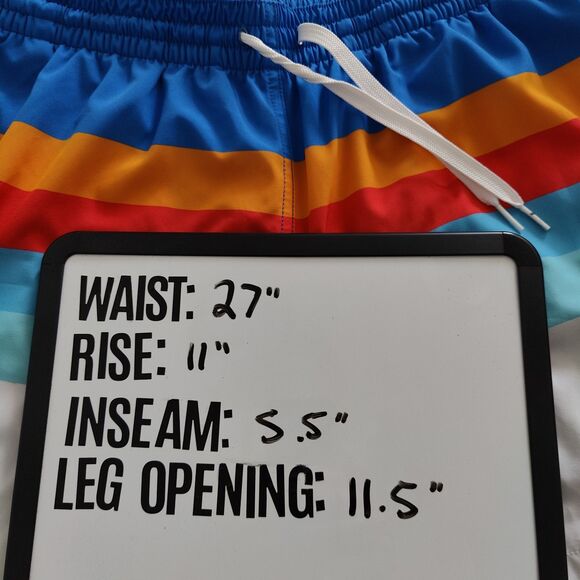 WAIST: 27"
RISE: 11"
INSEAM: 5.5"
LEG OPENING: 11.5"